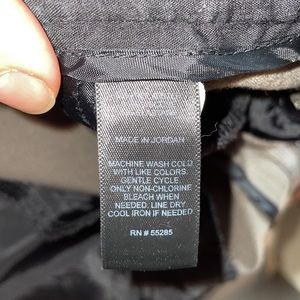 MADE IN JORDAN
MACHINE WASH COLD
WITH LIKE COLORS.
GENTLE CYCLE.
ONLY NON-CHLORINE
BLEACH WHEN
NEEDED. LINE DRY
COOL IRON IF NEEDED
RN # 55285